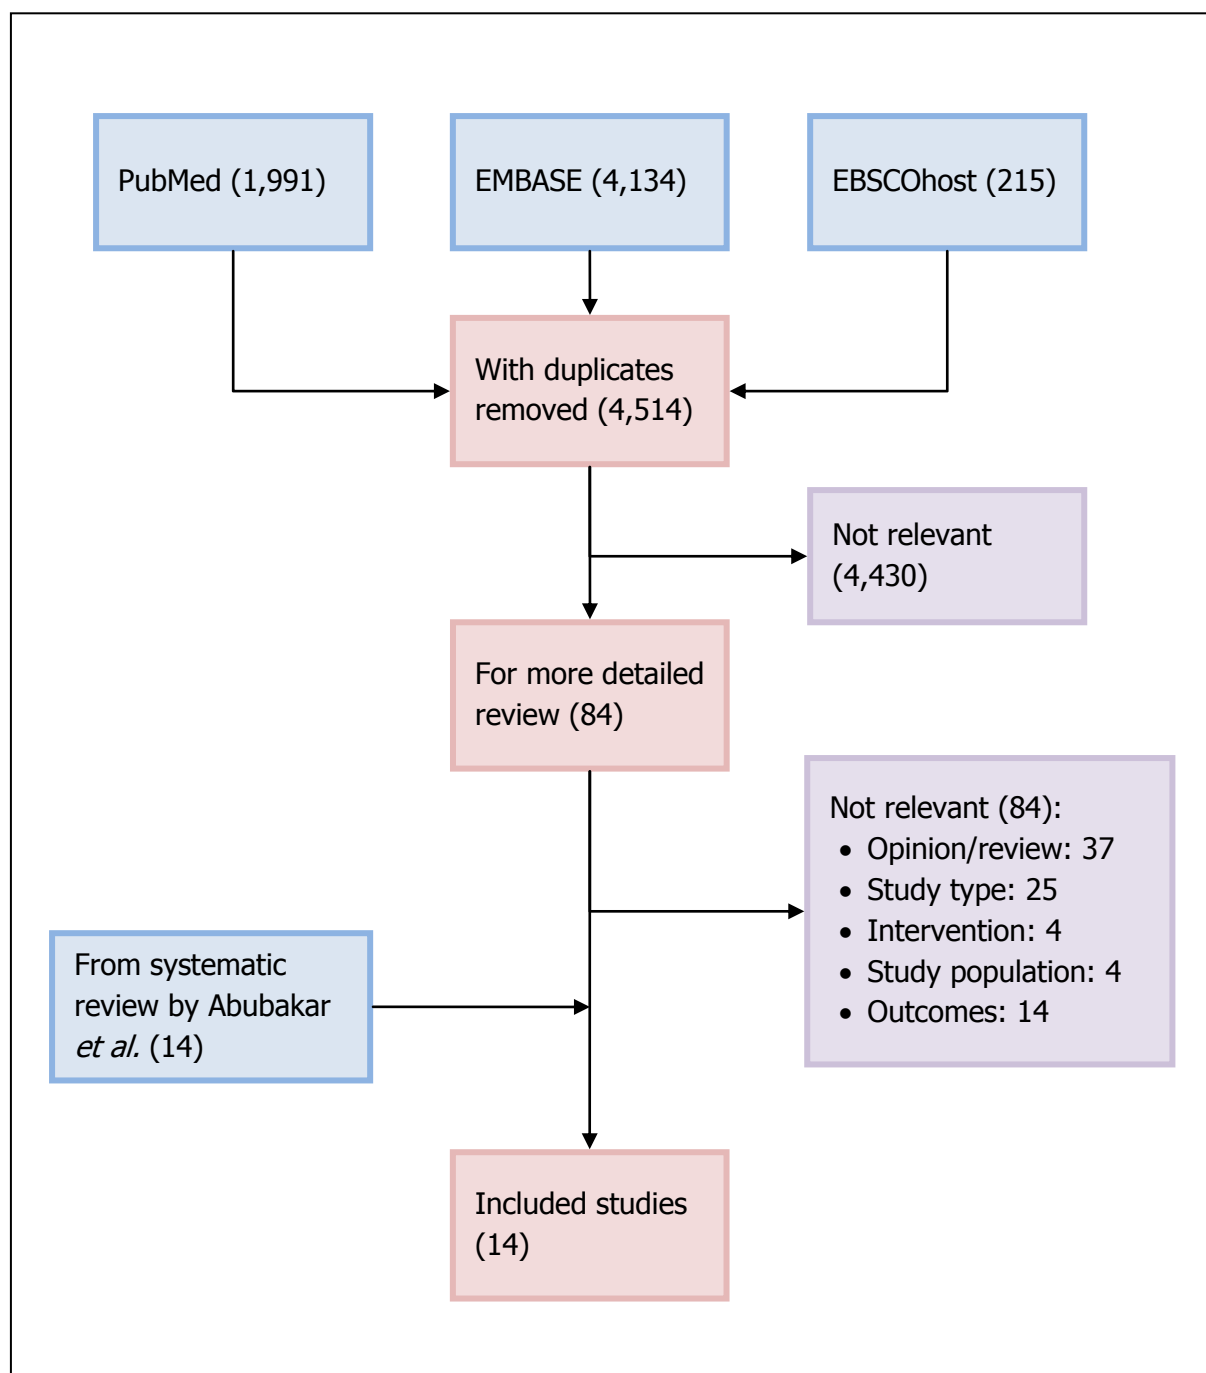 PubMed (1,991)
EMBASE (4,134)
EBSCOhost (215)
With duplicates
removed (4,514)
Not relevant
(4,430)
For more detailed
review (84)
Not relevant (84):
• Opinion/review: 37
• Study type: 25
• Intervention: 4
• Study population: 4
• Outcomes: 14
From systematic
review by Abubakar
et al. (14)
Included studies
(14)